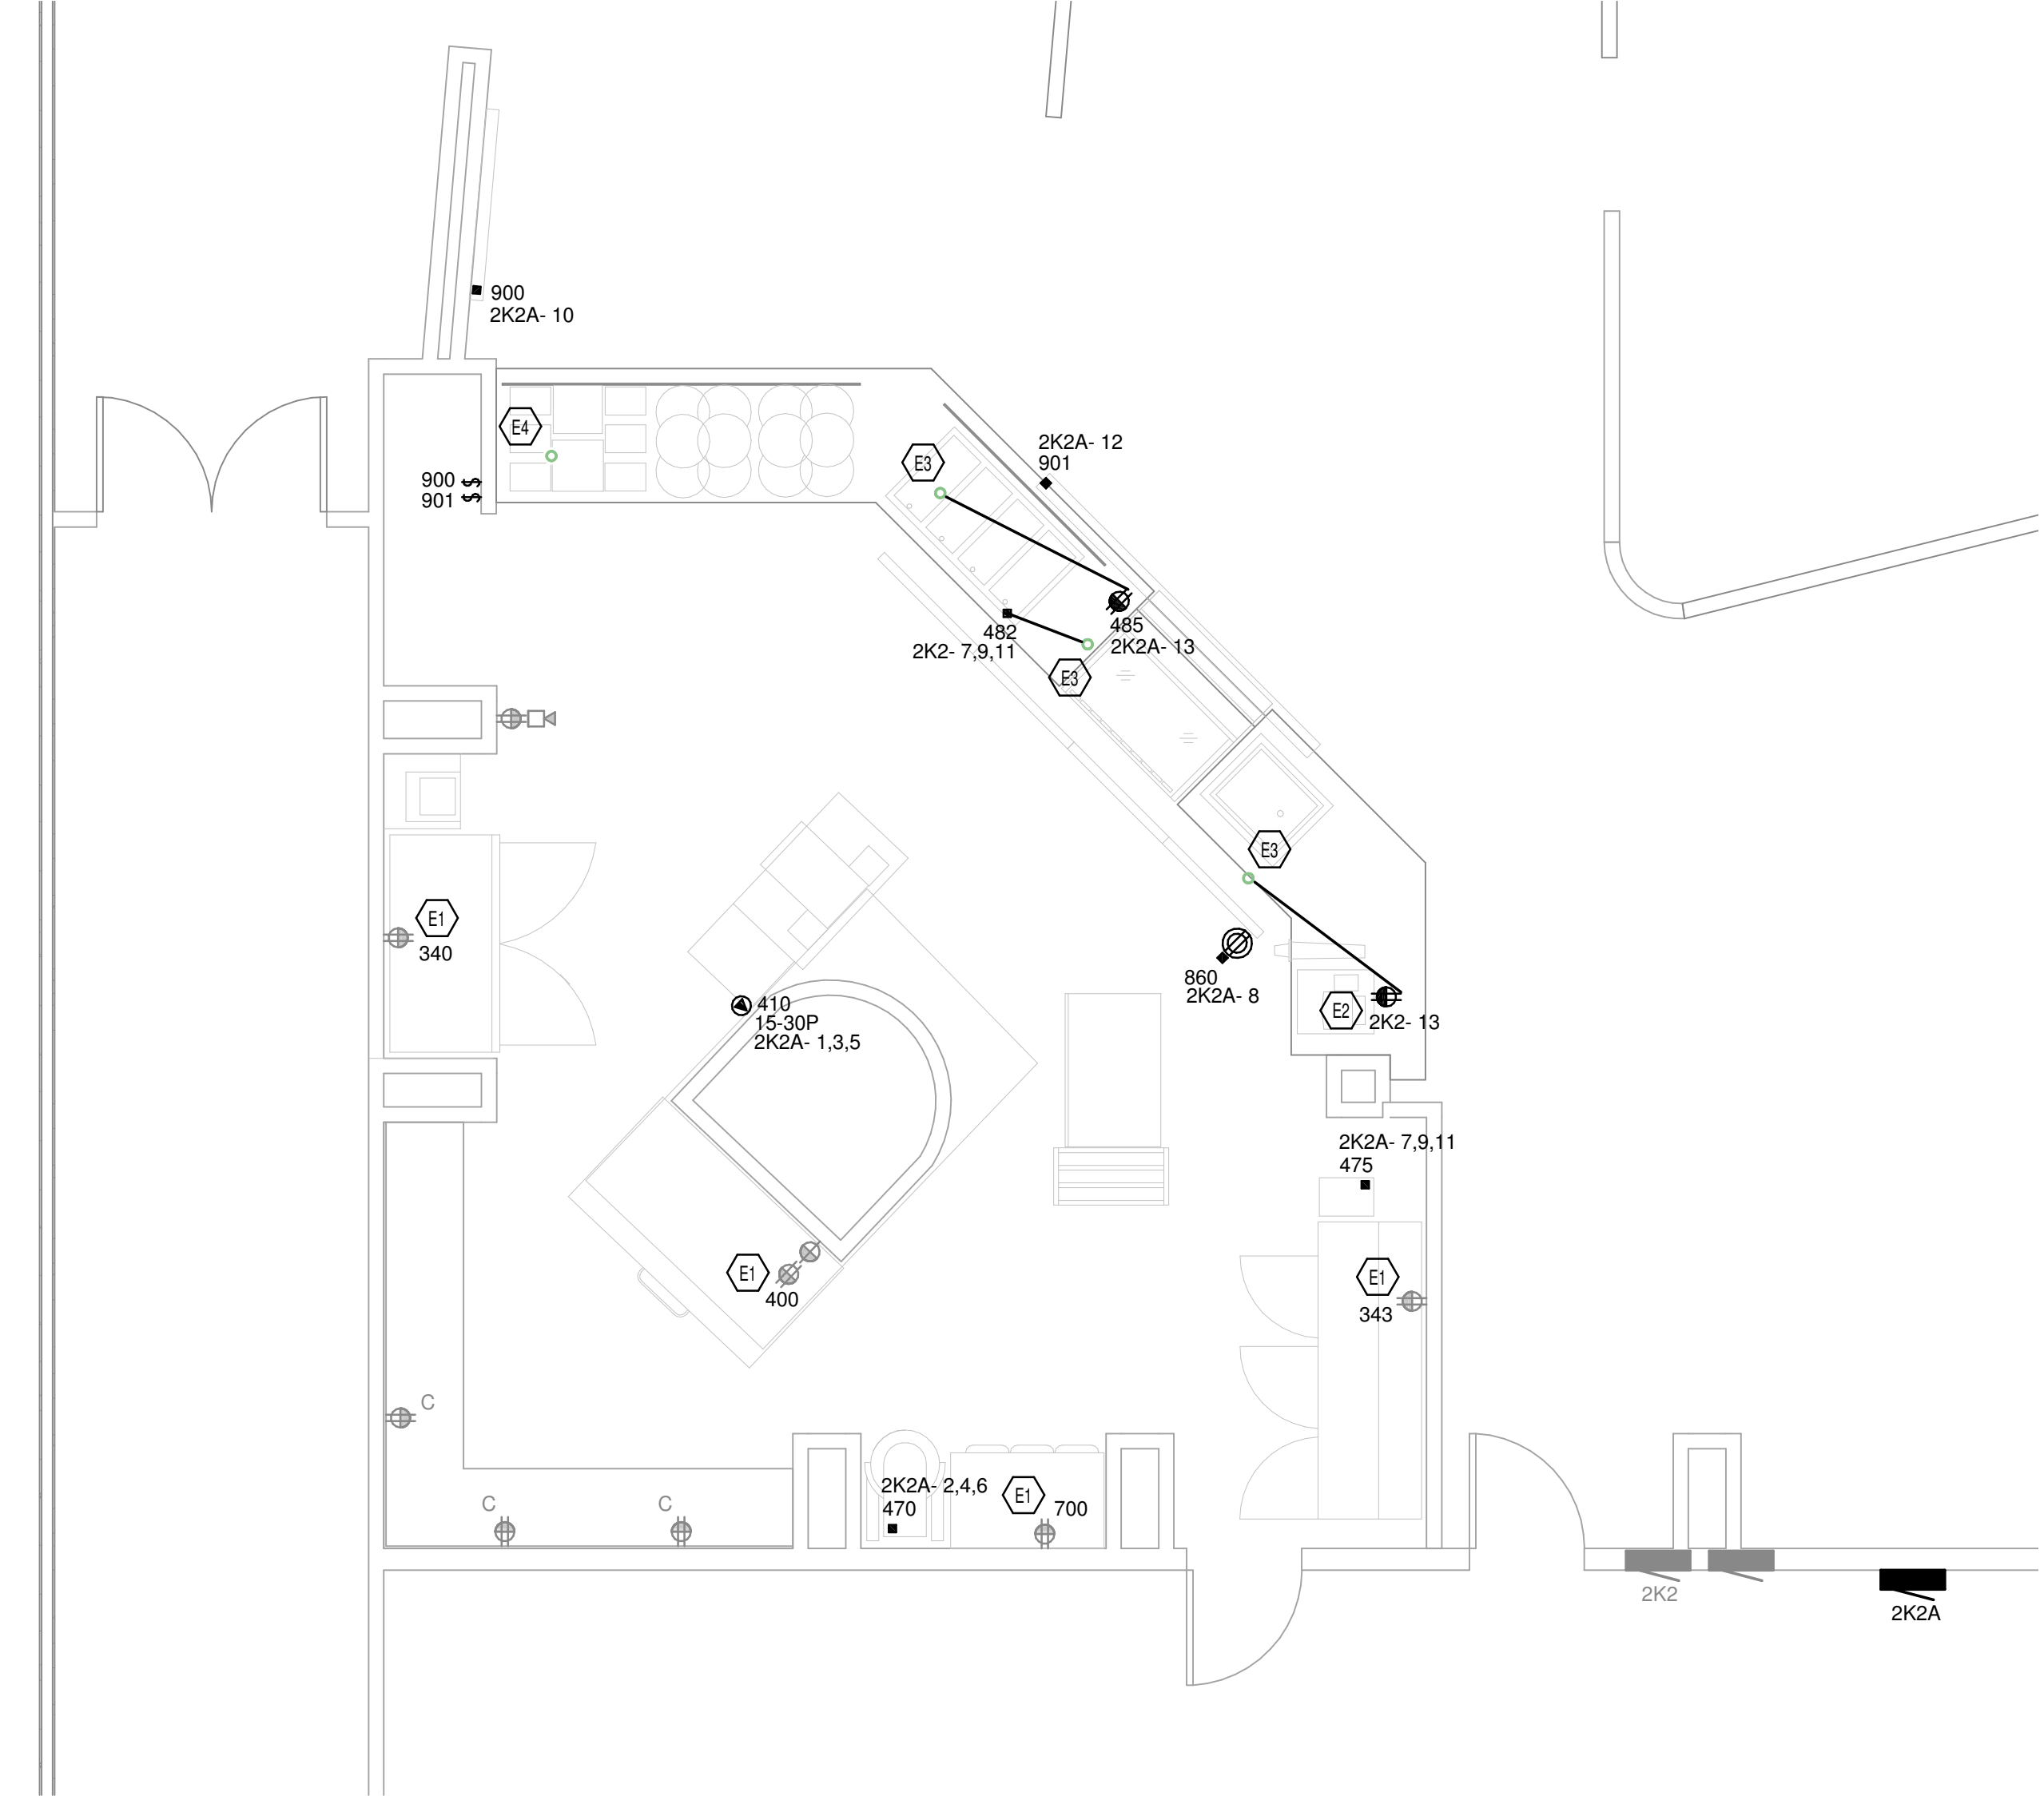 900
2K2A- 10
E4
E3
2K2A- 12
901
900 $
901 $
482
2K2- 7,9,11
485
2K2A- 13
E3
E3
E1
340
860
2K2A- 8
E2
2K2- 13
410
15-30P
2K2A- 1,3,5
2K2A- 7,9,11
475
E1
400
E1
343
C
C
C
2K2A- 2,4,6
470
E1
700
2K2
2K2A